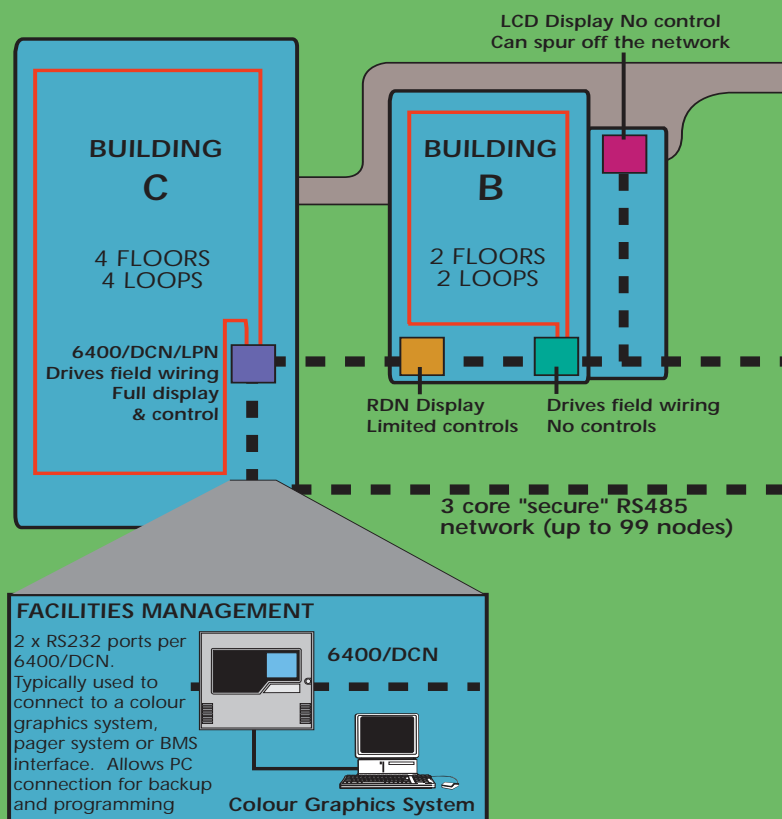 LCD Display No control
Can spur off the network
BUILDING
C
4 FLOORS
4 LOOPS
BUILDING
B
2 FLOORS
2 LOOPS
6400/DCN/LPN
Drives field wiring
Full display
& control
RDN Display
Limited controls
Drives field wiring
No controls
3 core "secure" RS485
network (up to 99 nodes)
FACILITIES MANAGEMENT
2 x RS232 ports per
6400/DCN.
Typically used to
connect to a colour
graphics system,
pager system or BMS
interface. Allows PC
connection for backup
and programming
6400/DCN
Colour Graphics System